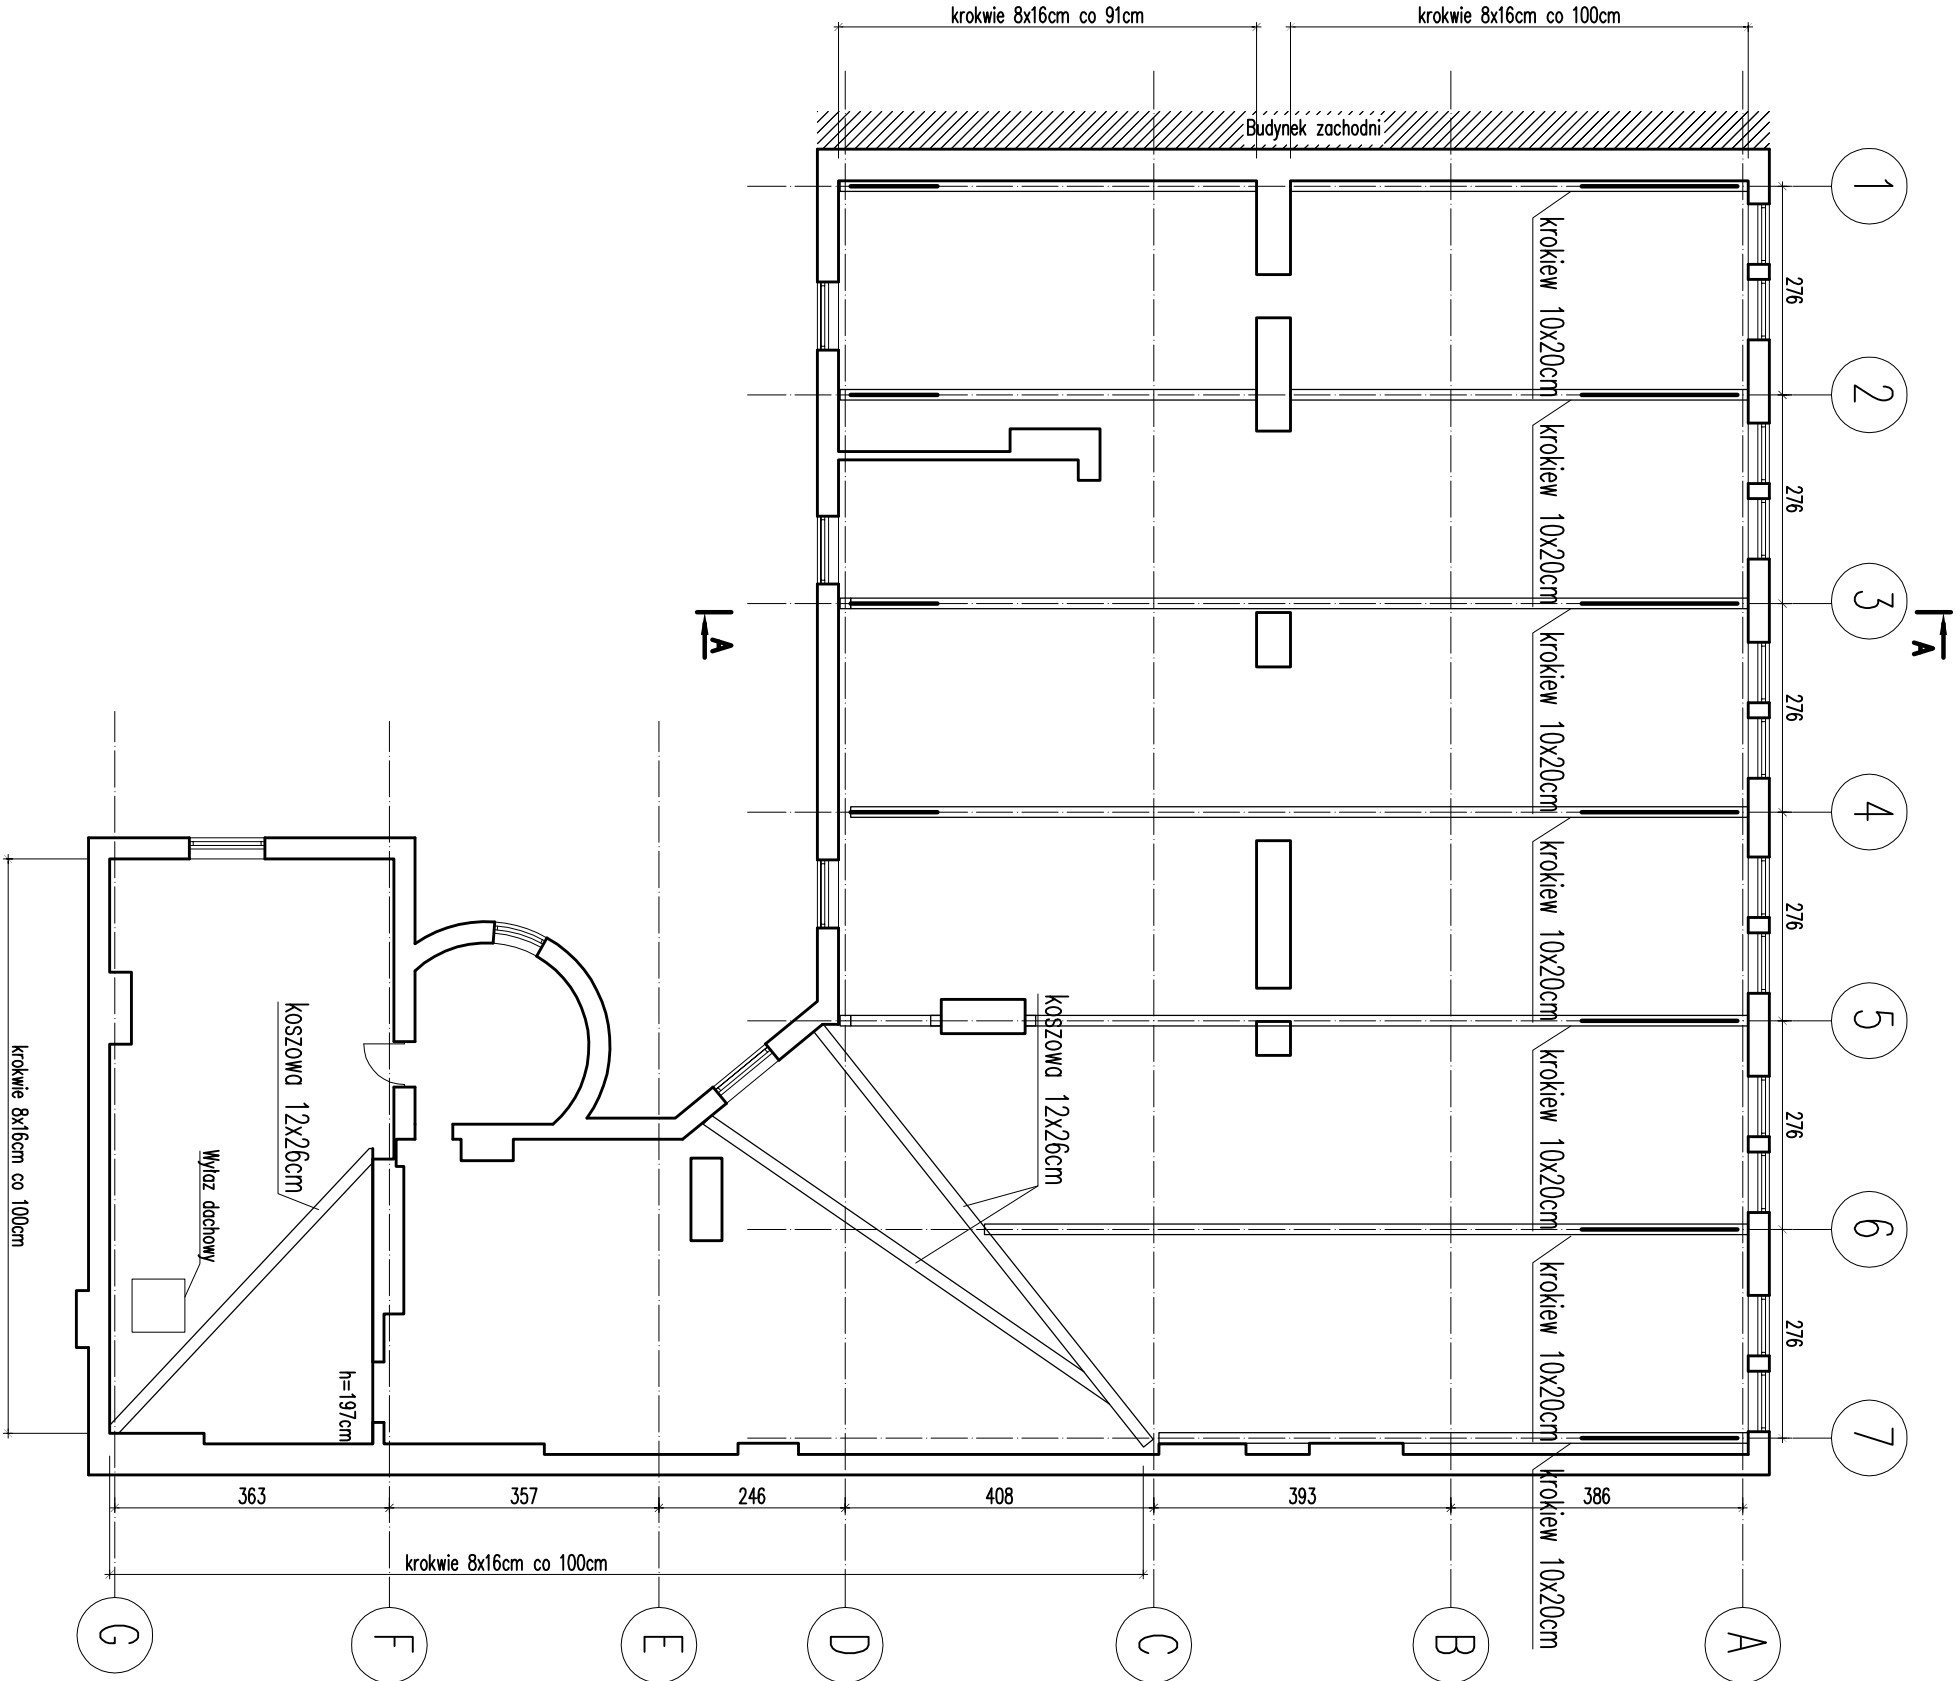 krokwie 8x16cm co 91cm
krokwie 8x16cm co 100cm
Budynek zachodni
1
2
3
4
5
6
7
276
276
276
276
276
276
krokiew 10x20cm
krokiew 10x20cm
krokiew 10x20cm
krokiew 10x20cm
krokiew 10x20cm
krokiew 10x20cm
krokiew 10x20cm
A
A
koszowa 12x26cm
koszowa 12x26cm
Wyłaz dachowy
h=197cm
krokwie 8x16cm co 100cm
363
357
246
408
393
386
krokwie 8x16cm co 100cm
G
F
E
D
C
B
A